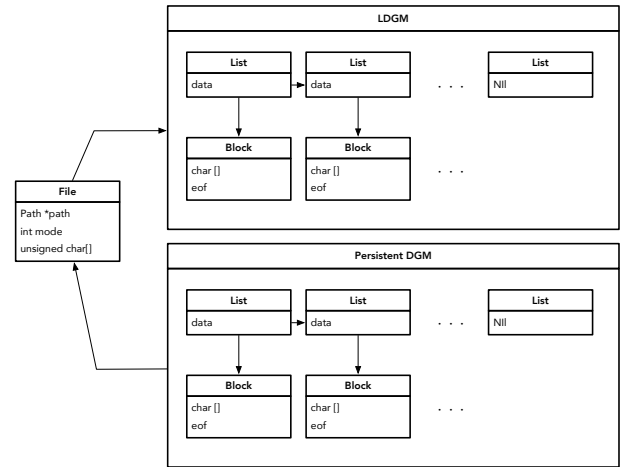 LDGM
List
data
List
data
. . .
List
NIl
Block
char []
eof
Block
char []
eof
. . .
File
Path *path
int mode
unsigned char[]
Persistent DGM
List
data
List
data
. . .
List
NIl
Block
char []
eof
Block
char []
eof
. . .